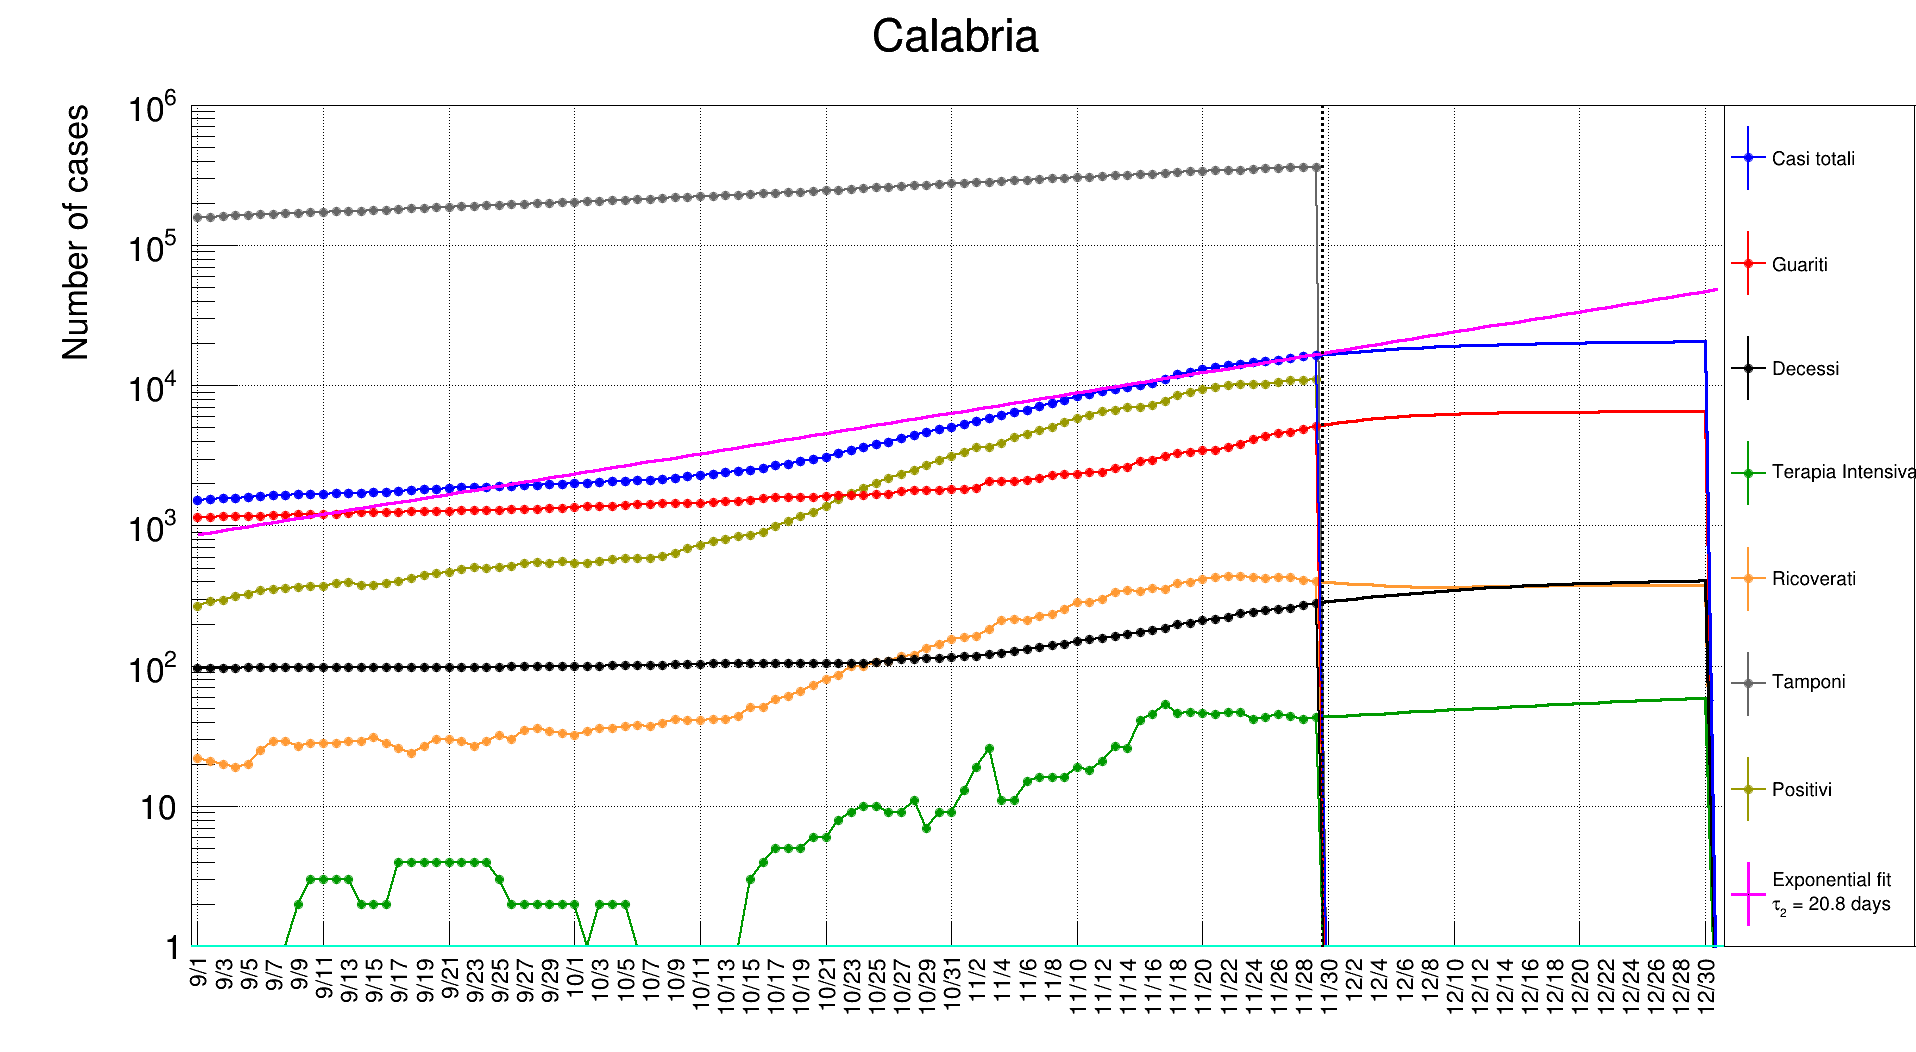 Calabria
Number of cases
10^6
10^5
10^4
10^3
10^2
10
1
9/1 9/3 9/5 9/7 9/9 9/11 9/13 9/15 9/17 9/19 9/21 9/23 9/25 9/27 9/29 10/1 10/3 10/5 10/7 10/9 10/11 10/13 10/15 10/17 10/19 10/21 10/23 10/25 10/27 10/29 10/31 11/2 11/4 11/6 11/8 11/10 11/12 11/14 11/16 11/18 11/20 11/22 11/24 11/26 11/28 11/30 12/2 12/4 12/6 12/8 12/10 12/12 12/14 12/16 12/18 12/20 12/22 12/24 12/26 12/28 12/30
Casi totali
Guariti
Decessi
Terapia Intensiva
Ricoverati
Tamponi
Positivi
Exponential fit
τ_2 = 20.8 days